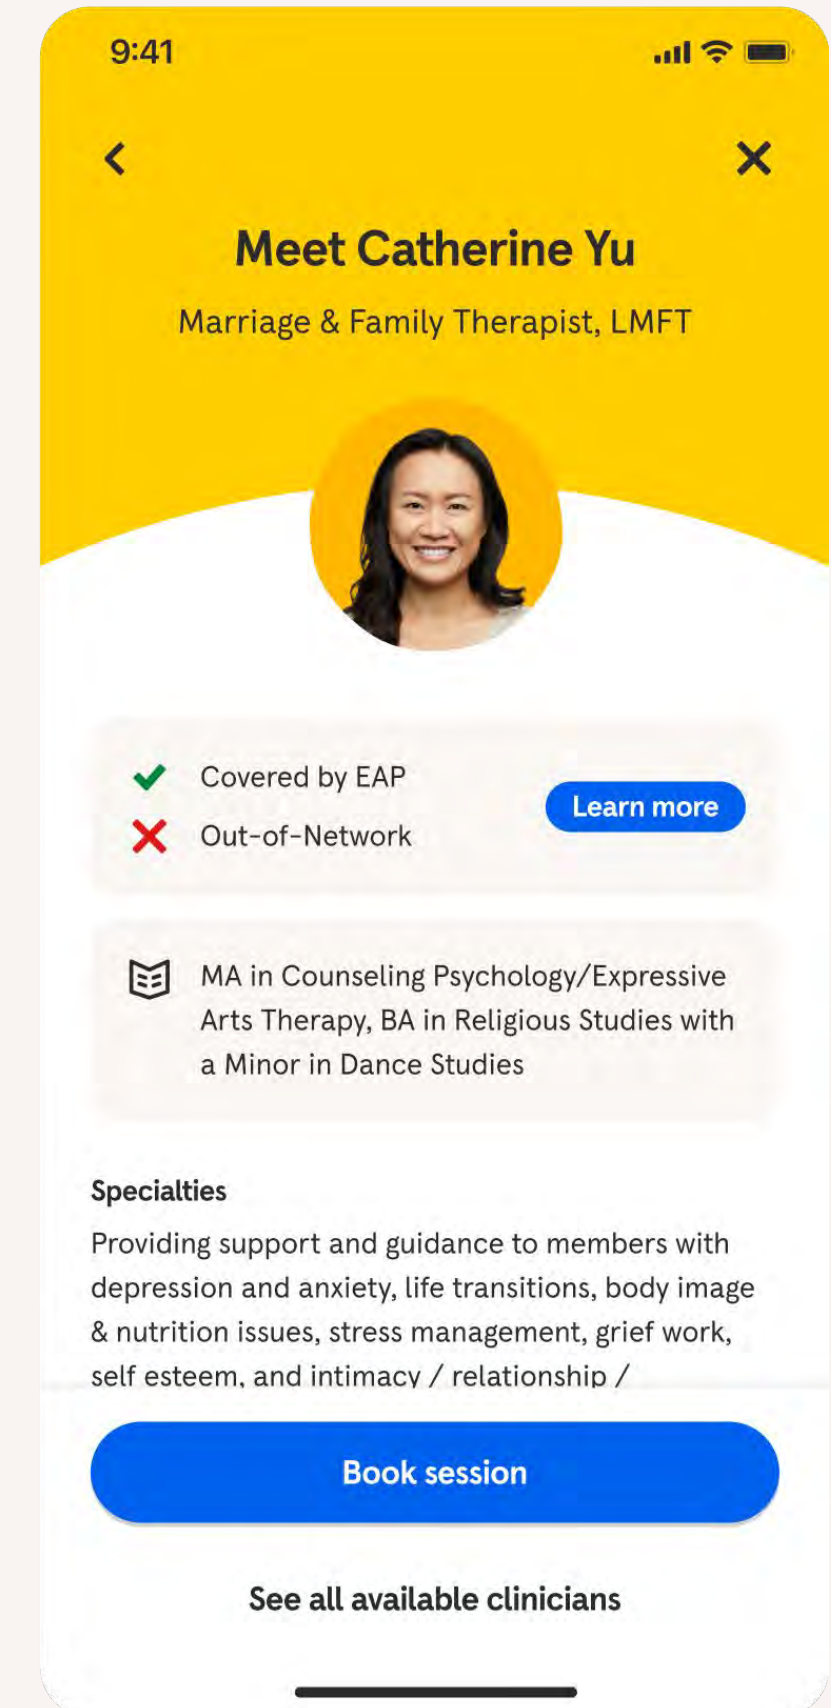 9:41
Meet Catherine Yu
Marriage & Family Therapist, LMFT
Covered by EAP
Learn more
Out-of-Network
MA in Counseling Psychology/Expressive
Arts Therapy, BA in Religious Studies with
a Minor in Dance Studies
Specialties
Providing support and guidance to members with
depression and anxiety, life transitions, body image
& nutrition issues, stress management, grief work,
self esteem, and intimacy / relationship /
Book session
See all available clinicians